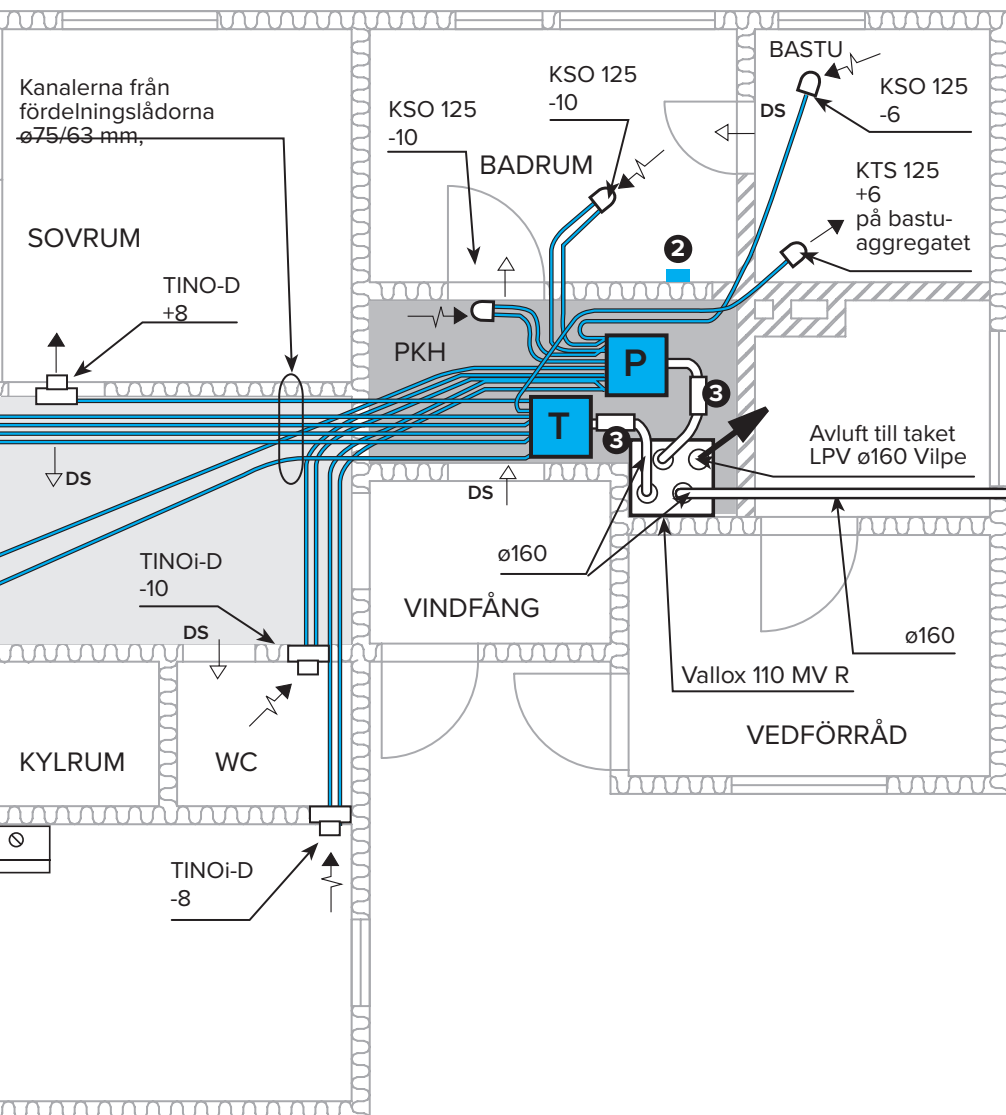 Kanalerna från
fördelningslådorna
ø75/63 mm,
KSO 125
-10
KSO 125
-10
BASTU
KSO 125
-6
DS
BADRUM
KTS 125
+6
på bastu-
aggregatet
SOVRUM
2
TINO-D
+8
PKH
P
3
T
3
Avluft till taket
LPV ø160 Vilpe
DS
DS
TINOi-D
-10
ø160
VINDFÅNG
DS
ø160
Vallox 110 MV R
KYLRUM
WC
VEDFÖRRÅD
TINOi-D
-8